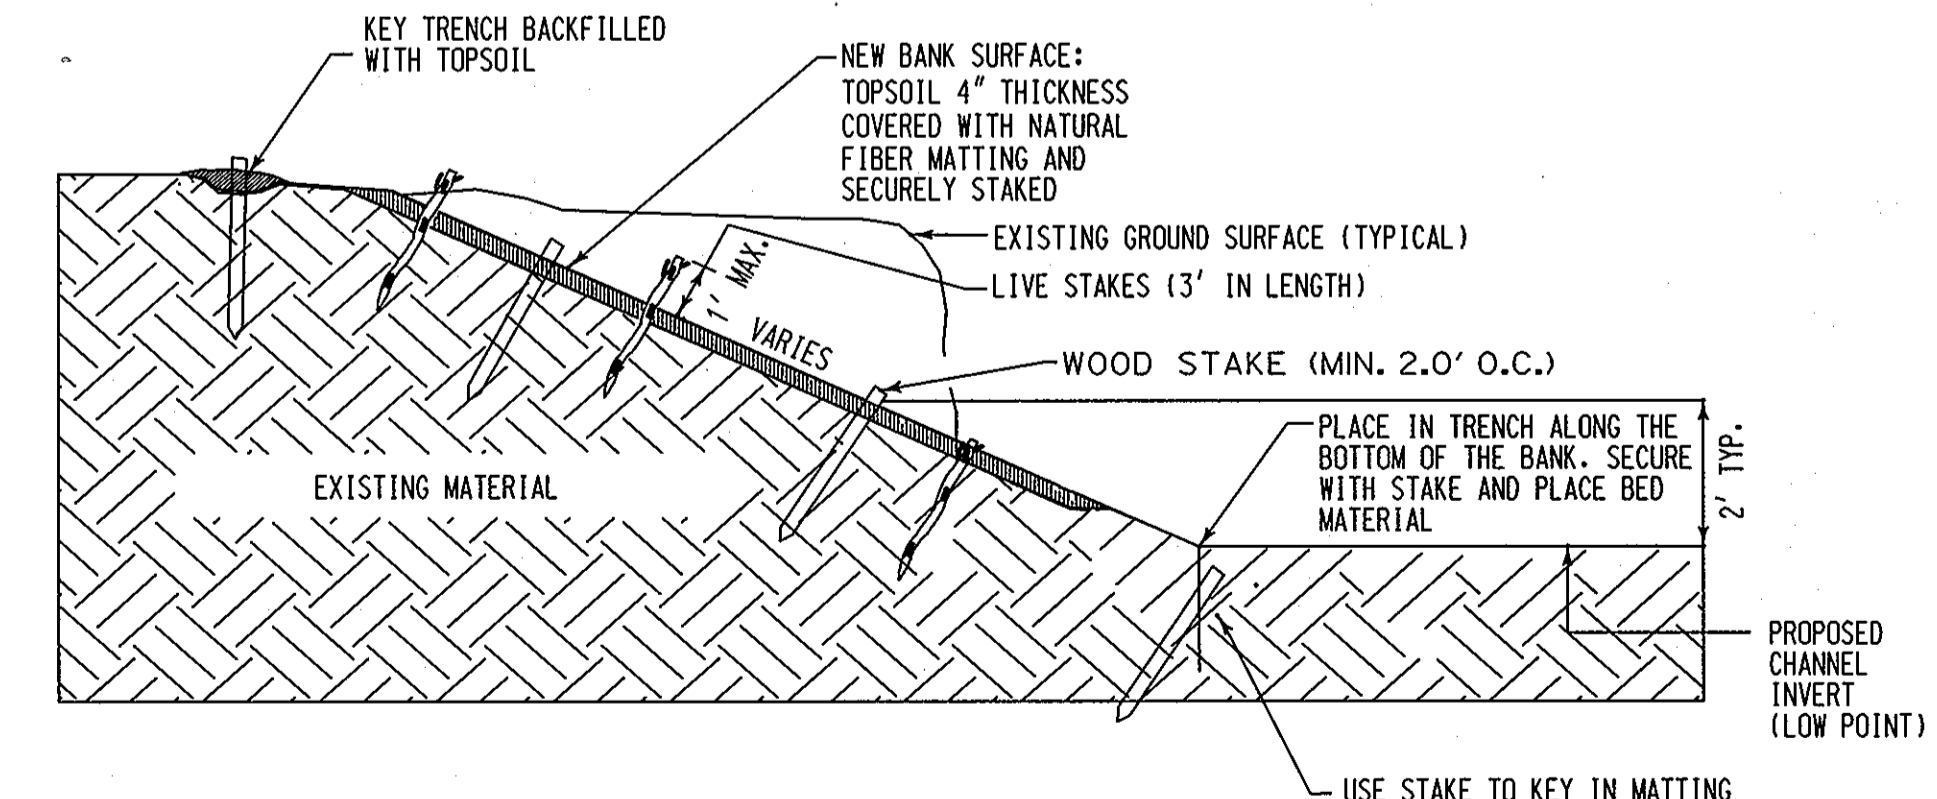 KEY TRENCH BACKFILLED
WITH TOPSOIL
NEW BANK SURFACE:
TOPSOIL 4" THICKNESS
COVERED WITH NATURAL
FIBER MATTING AND
SECURELY STAKED
EXISTING GROUND SURFACE (TYPICAL)
LIVE STAKES (3' IN LENGTH)
1' MAX.
VARIES
WOOD STAKE (MIN. 2.0' O.C.)
PLACE IN TRENCH ALONG THE
BOTTOM OF THE BANK. SECURE
WITH STAKE AND PLACE BED
MATERIAL
2' TYP.
EXISTING MATERIAL
PROPOSED
CHANNEL
INVERT
(LOW POINT)
USE STAKE TO KEY IN MATTING